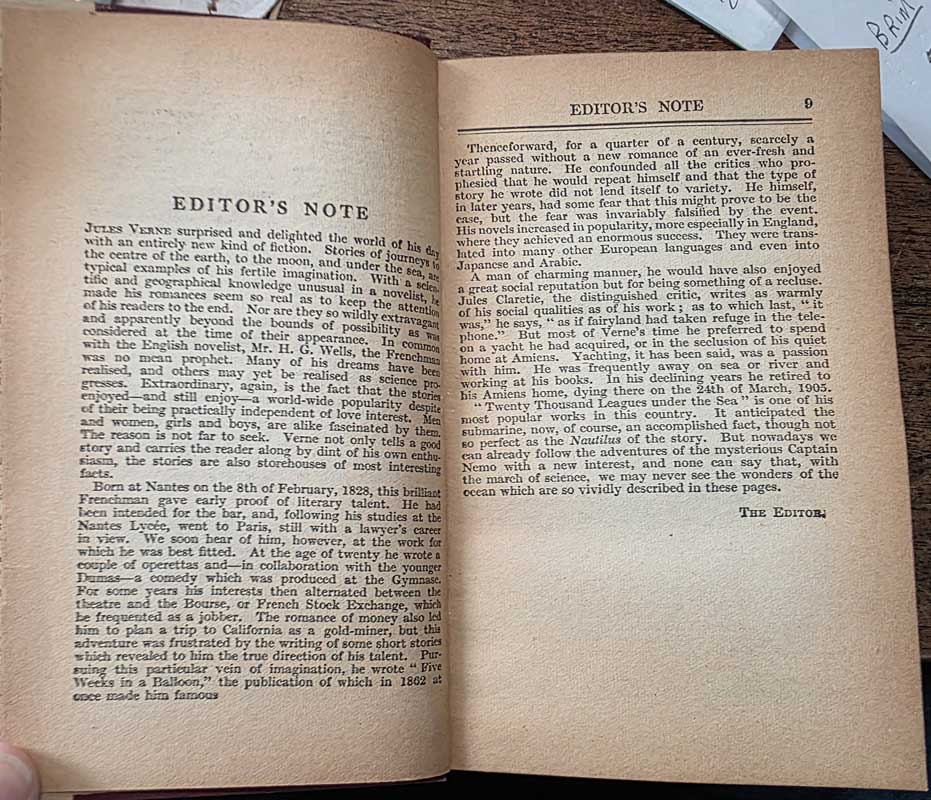 EDITOR'S NOTE
JULES VERNE surprised and delighted the world of his day
with an entirely new kind of fiction. Stories of journeys to
the centre of the earth, to the moon, and under the sea, are
typical examples of his fertile imagination. With a scien-
tific and geographical knowledge unusual in a novelist, he
made his romances seem so real as to keep the attention
of his readers to the end. Nor are they so wildly extravagant
and apparently beyond the bounds of possibility as was
considered at the time of their appearance. In common
with the English novelist, Mr. H. G. Wells, the Frenchman
was no mean prophet. Many of his dreams have been
realised, and others may yet be realised as science pro-
gresses. Extraordinary, again, is the fact that the stories
enjoyed—and still enjoy—a world-wide popularity despite
of their being practically independent of love interest. Men
and women, girls and boys, are alike fascinated by them.
The reason is not far to seek. Verne not only tells a good
story and carries the reader along by dint of his own enthu-
siasm, the stories are also storehouses of most interesting
facts.
Born at Nantes on the 8th of February, 1828, this brilliant
Frenchman gave early proof of literary talent. He had
been intended for the bar, and, following his studies at the
Nantes Lycée, went to Paris, still with a lawyer's career
in view. We soon hear of him, however, at the work for
which he was best fitted. At the age of twenty he wrote a
couple of operettas and—in collaboration with the younger
Dumas—a comedy which was produced at the Gymnase.
For some years his interests then alternated between the
theatre and the Bourse, or French Stock Exchange, which
he frequented as a jobber. The romance of money also led
him to plan a trip to California as a gold-miner, but this
adventure was frustrated by the writing of some short stories
which revealed to him the true direction of his talent. Pur-
suing this particular vein of imagination, he wrote "Five
Weeks in a Balloon," the publication of which in 1862 at
once made him famous
EDITOR'S NOTE 9
Thenceforward, for a quarter of a century, scarcely a
year passed without a new romance of an ever-fresh and
startling nature. He confounded all the critics who pro-
phesied that he would repeat himself and that the type of
story he wrote did not lend itself to variety. He himself,
in later years, had some fear that this might prove to be the
case, but the fear was invariably falsified by the event.
His novels increased in popularity, more especially in England,
where they achieved an enormous success. They were trans-
lated into many other European languages and even into
Japanese and Arabic.
A man of charming manner, he would have also enjoyed
a great social reputation but for being something of a recluse.
Jules Claretie, the distinguished critic, writes as warmly
of his social qualities as of his work; as to which last, "it
was," he says, "as if fairyland had taken refuge in the tele-
phone." But most of Verne's time he preferred to spend
on a yacht he had acquired, or in the seclusion of his quiet
home at Amiens. Yachting, it has been said, was a passion
with him. He was frequently away on sea or river and
working at his books. In his declining years he retired to
his Amiens home, dying there on the 24th of March, 1905.
"Twenty Thousand Leagues under the Sea" is one of his
most popular works in this country. It anticipated the
submarine, now, of course, an accomplished fact, though not
so perfect as the Nautilus of the story. But nowadays we
can already follow the adventures of the mysterious Captain
Nemo with a new interest, and none can say that, with
the march of science, we may never see the wonders of the
ocean which are so vividly described in these pages.
THE EDITOR.